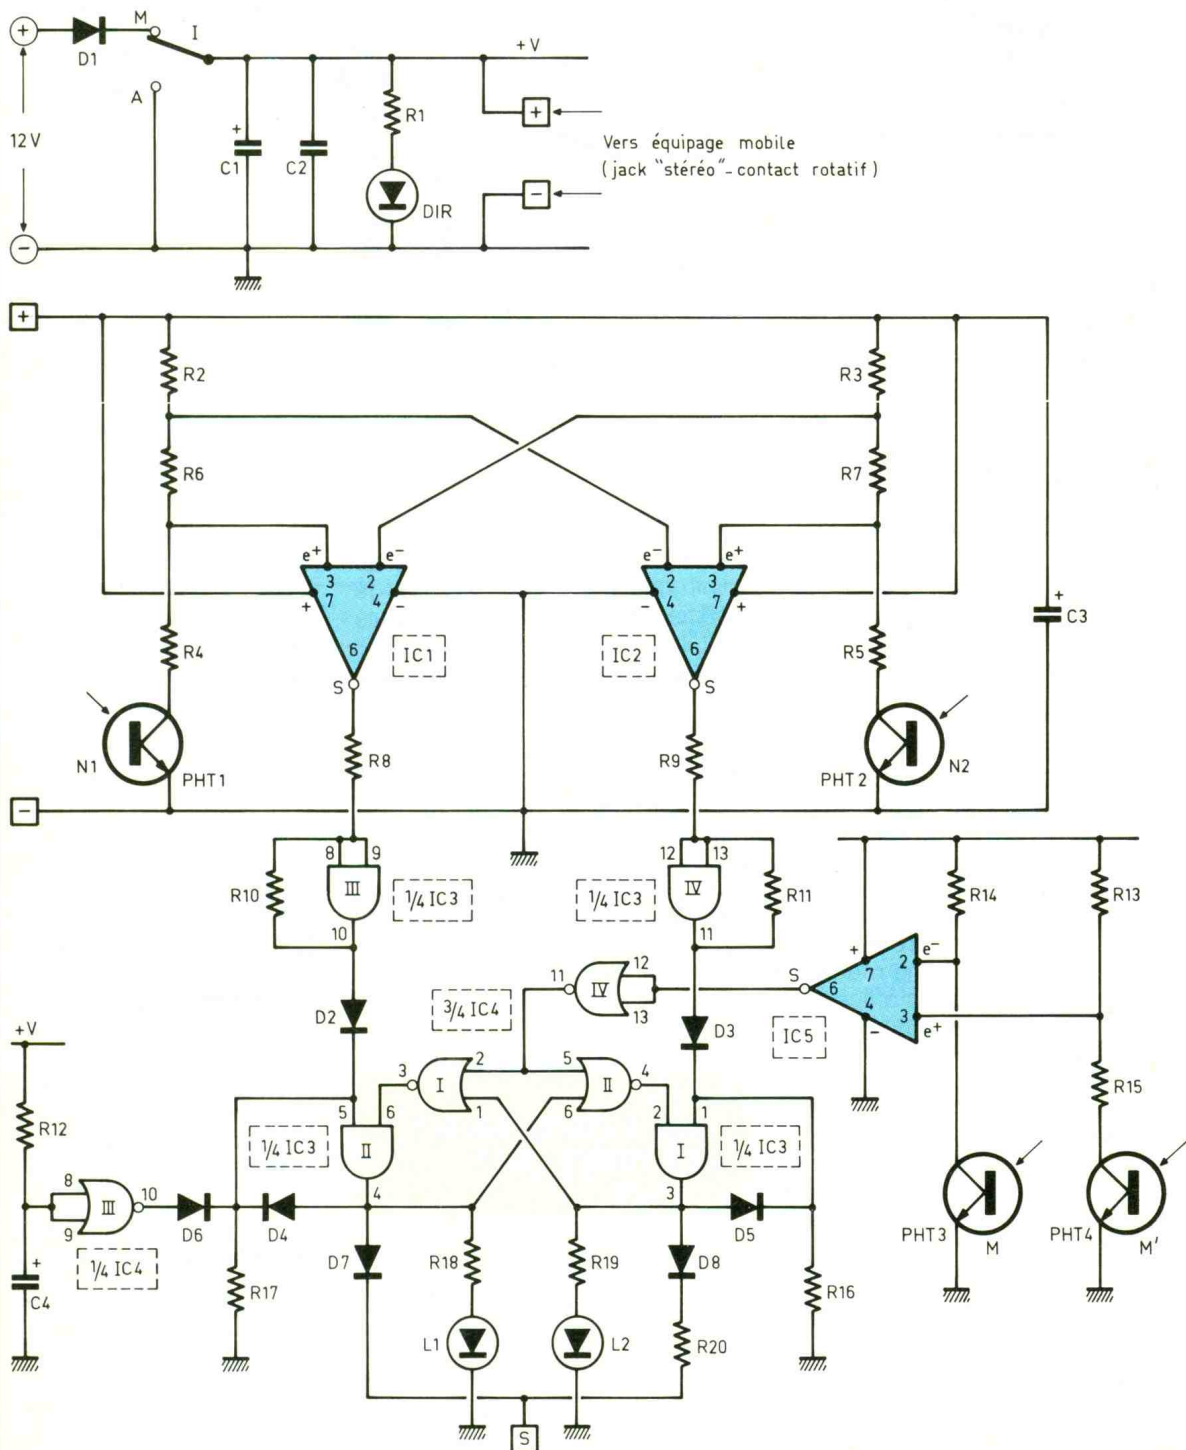 + D1 M I +V
A
12V
+ C1 C2 R1 +
Vers équipage mobile
(jack "stéréo"-contact rotatif)
DIR -
-
+
R2 R3
R6 R7
e+ e- e- e+
3 2 2 3
+ 7 4 - - 4 7 +
6 6
+ C3
R4 IC1 IC2 R5
S S
N1 PHT1 R8 R9 PHT2 N2
-
8 9 12 13
R10 III 1/4 IC3 1/4 IC3 IV R11 R14 R13
10 11
+ 7 2 e-
S 6
11 IV 12
13
4 3 e+
-
D2 3/4 IC4 D3 IC5
+V
3 I 2 5 II 4
1 6
R15
R12 5 6 2 1
1/4 IC3 II I 1/4 IC3
8 III 10 4 3
9
D6 D4 D5
PHT3 M PHT4 M'
+ C4 1/4 IC4 R17 D7 R18 R19 D8 R16
L1 L2 R20
S